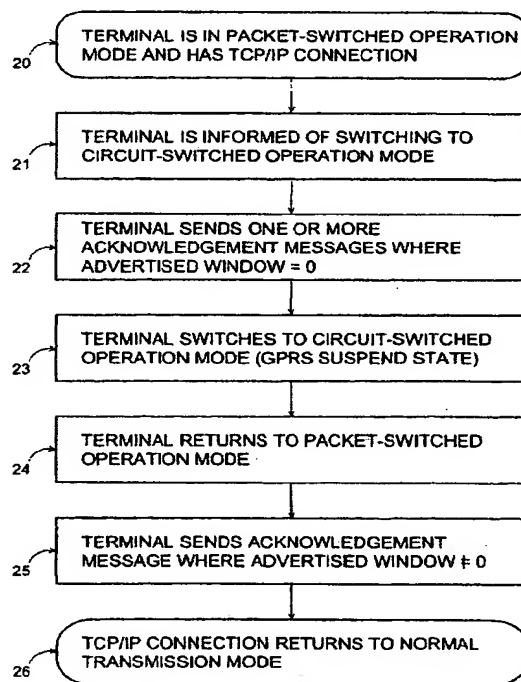 TERMINAL IS IN PACKET-SWITCHED OPERATION
MODE AND HAS TCP/IP CONNECTION
20
TERMINAL IS INFORMED OF SWITCHING TO
CIRCUIT-SWITCHED OPERATION MODE
21
TERMINAL SENDS ONE OR MORE
ACKNOWLEDGEMENT MESSAGES WHERE
ADVERTISED WINDOW = 0
22
TERMINAL SWITCHES TO CIRCUIT-SWITCHED
OPERATION MODE (GPRS SUSPEND STATE)
23
TERMINAL RETURNS TO PACKET-SWITCHED
OPERATION MODE
24
TERMINAL SENDS ACKNOWLEDGEMENT
MESSAGE WHERE ADVERTISED WINDOW ≠ 0
25
TCP/IP CONNECTION RETURNS TO NORMAL
TRANSMISSION MODE
26